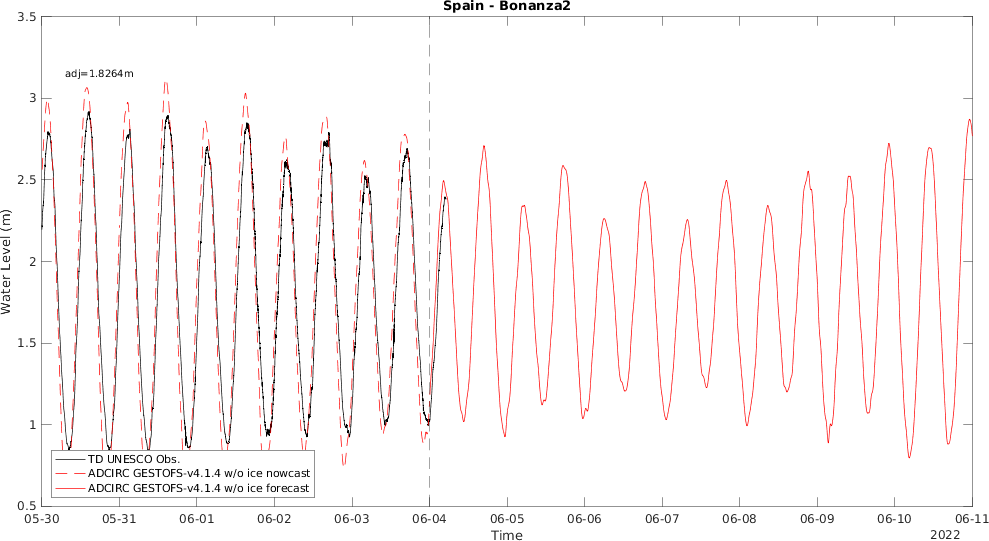 Spain - Bonanza2
3.5
adj=1.8264m
3
2.5
Water Level (m)
2
1.5
1
TD UNESCO Obs.
ADCIRC GESTOFS-v4.1.4 w/o ice nowcast
ADCIRC GESTOFS-v4.1.4 w/o ice forecast
0.5
05-30 05-31 06-01 06-02 06-03 06-04 06-05 06-06 06-07 06-08 06-09 06-10 06-11
Time
2022